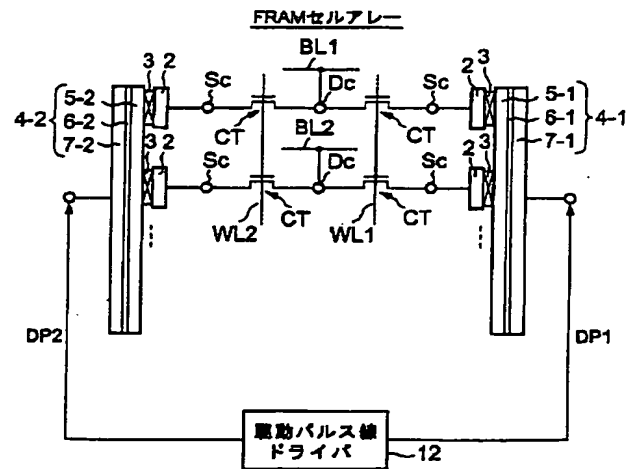 FRAMセルアレー
BL1
3 2 Sc Dc Sc 2 3
5-2 5-1
4-2 6-2 CT BL2 CT 6-1 4-1
7-2 3 2 Sc Dc Sc 2 3 7-1
WL2 CT WL1 CT
DP2 DP1
駆動パルス線
ドライバ 12